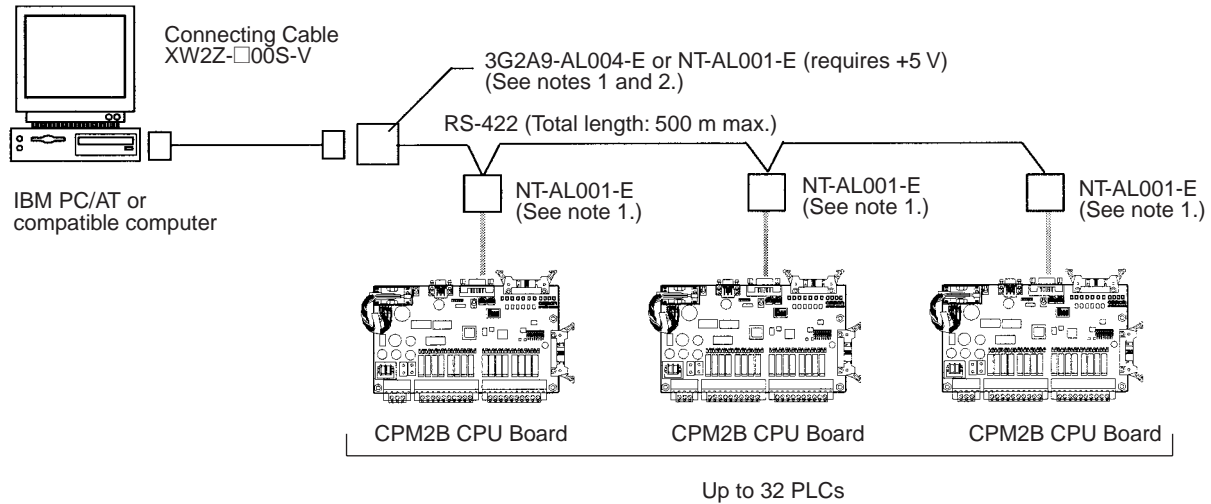 Connecting Cable
XW2Z-□00S-V
3G2A9-AL004-E or NT-AL001-E (requires +5 V)
(See notes 1 and 2.)
RS-422 (Total length: 500 m max.)
IBM PC/AT or
compatible computer
NT-AL001-E
(See note 1.)
NT-AL001-E
(See note 1.)
NT-AL001-E
(See note 1.)
CPM2B CPU Board
CPM2B CPU Board
CPM2B CPU Board
Up to 32 PLCs